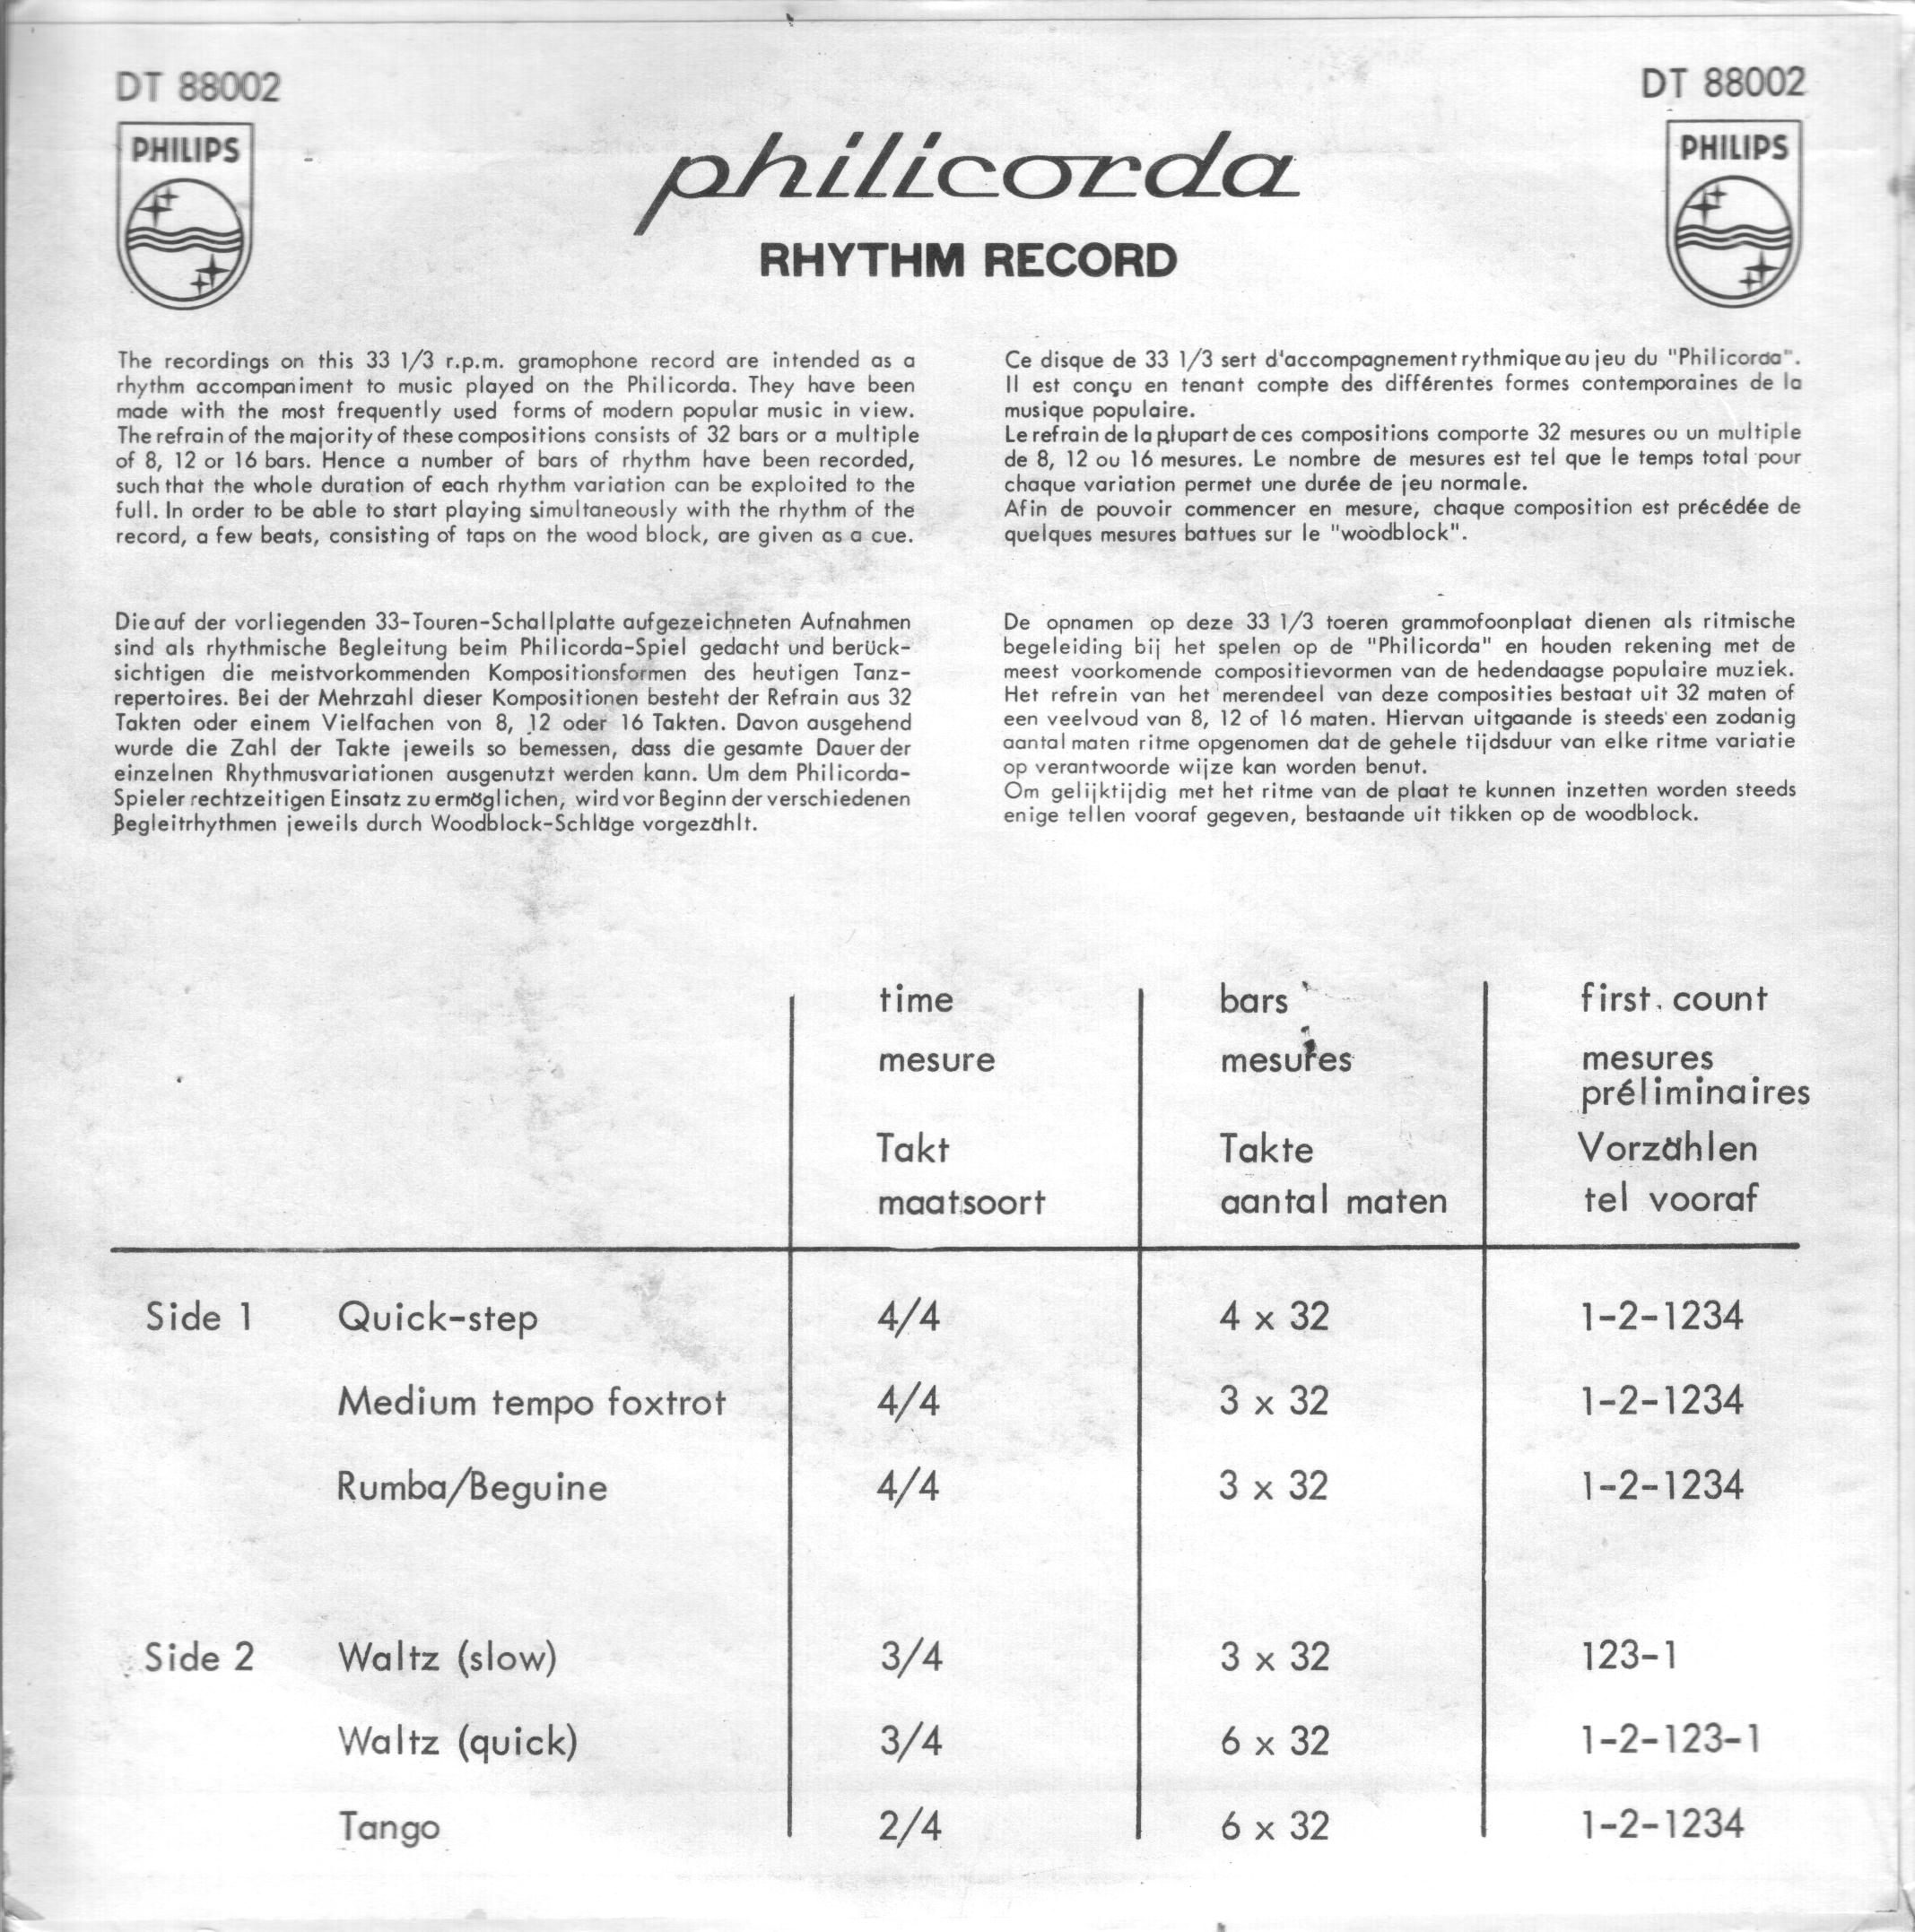 DT 88002
DT 88002
PHILIPS
PHILIPS
philicorda
RHYTHM RECORD
The recordings on this 33 1/3 r.p.m. gramophone record are intended as a
rhythm accompaniment to music played on the Philicorda. They have been
made with the most frequently used forms of modern popular music in view.
The refrain of the majority of these compositions consists of 32 bars or a multiple
of 8, 12 or 16 bars. Hence a number of bars of rhythm have been recorded,
such that the whole duration of each rhythm variation can be exploited to the
full. In order to be able to start playing simultaneously with the rhythm of the
record, a few beats, consisting of taps on the wood block, are given as a cue.
Ce disque de 33 1/3 sert d'accompagnement rythmique au jeu du "Philicorda".
Il est conçu en tenant compte des différentes formes contemporaines de la
musique populaire.
Le refrain de la plupart de ces compositions comporte 32 mesures ou un multiple
de 8, 12 ou 16 mesures. Le nombre de mesures est tel que le temps total pour
chaque variation permet une durée de jeu normale.
Afin de pouvoir commencer en mesure, chaque composition est précédée de
quelques mesures battues sur le "woodblock".
Die auf der vorliegenden 33-Touren-Schallplatte aufgezeichneten Aufnahmen
sind als rhythmische Begleitung beim Philicorda-Spiel gedacht und berück-
sichtigen die meistvorkommenden Kompositionsformen des heutigen Tanz-
repertoires. Bei der Mehrzahl dieser Kompositionen besteht der Refrain aus 32
Takten oder einem Vielfachen von 8, 12 oder 16 Takten. Davon ausgehend
wurde die Zahl der Takte jeweils so bemessen, dass die gesamte Dauer der
einzelnen Rhythmusvariationen ausgenutzt werden kann. Um dem Philicorda-
Spieler rechtzeitigen Einsatz zu ermöglichen, wird vor Beginn der verschiedenen
Begleitrhythmen jeweils durch Woodblock-Schläge vorgezählt.
De opnamen op deze 33 1/3 toeren grammofoonplaat dienen als ritmische
begeleiding bij het spelen op de "Philicorda" en houden rekening met de
meest voorkomende compositievormen van de hedendaagse populaire muziek.
Het refrein van het merendeel van deze composities bestaat uit 32 maten of
een veelvoud van 8, 12 of 16 maten. Hiervan uitgaande is steeds een zodanig
aantal maten ritme opgenomen dat de gehele tijdsduur van elke ritme variatie
op verantwoorde wijze kan worden benut.
Om gelijktijdig met het ritme van de plaat te kunnen inzetten worden steeds
enige tellen vooraf gegeven, bestaande uit tikken op de woodblock.
time bars first count
mesure mesures mesures
préliminaires
Takt Takte Vorzählen
maatsoort aantal maten tel vooraf
Side 1 Quick-step 4/4 4 x 32 1-2-1234
Medium tempo foxtrot 4/4 3 x 32 1-2-1234
Rumba/Beguine 4/4 3 x 32 1-2-1234
Side 2 Waltz (slow) 3/4 3 x 32 123-1
Waltz (quick) 3/4 6 x 32 1-2-123-1
Tango 2/4 6 x 32 1-2-1234